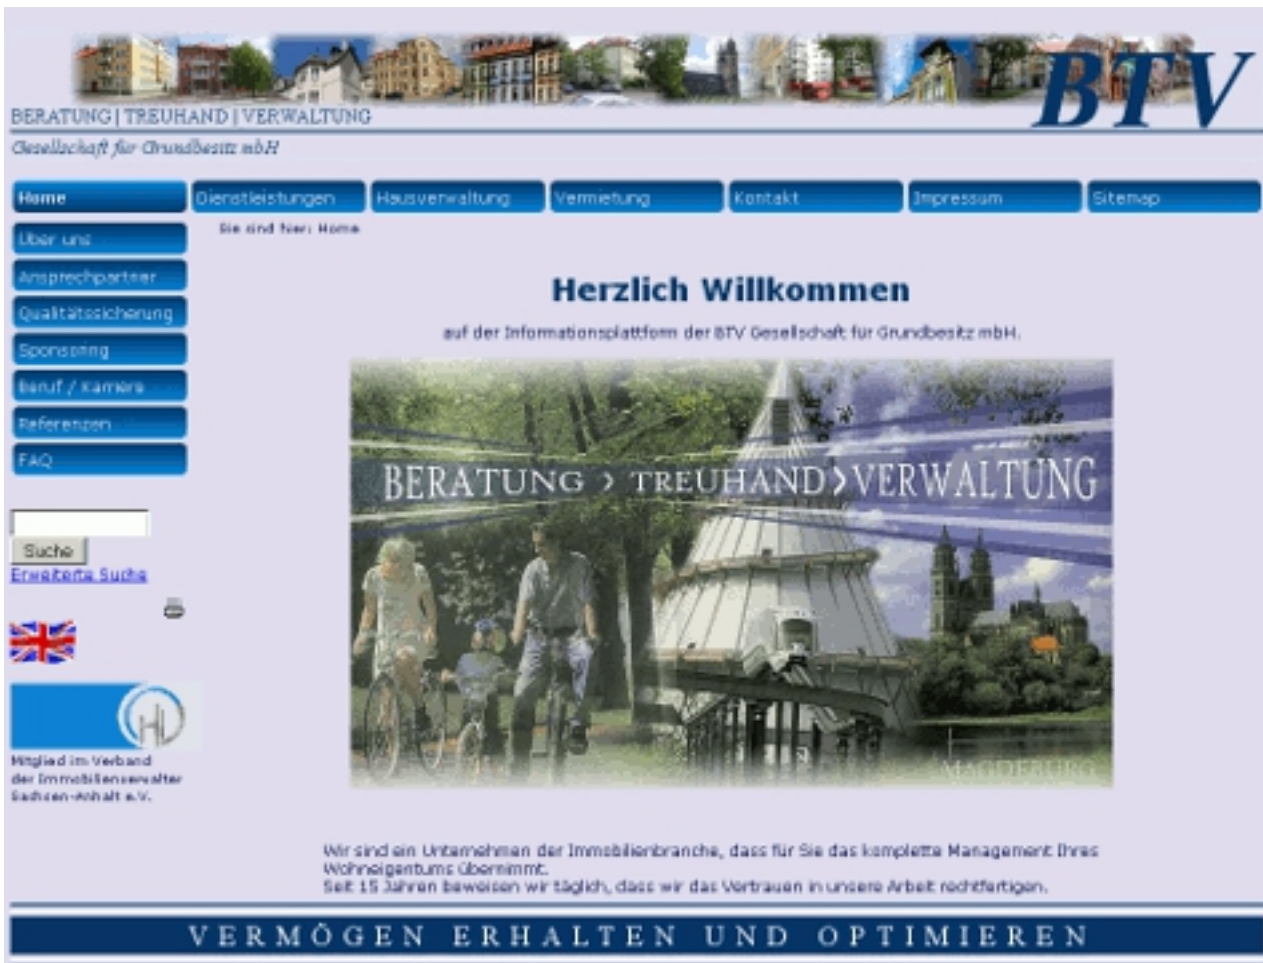 BTV
BERATUNG | TREUHAND | VERWALTUNG
Gesellschaft für Grundbesitz mbH
Home
Dienstleistungen
Hausverwaltung
Vermietung
Kontakt
Impressum
Sitemap
Über uns
Ansprechpartner
Qualitätssicherung
Sponsoring
Beruf / Karriere
Referenzen
FAQ
Sie sind hier: Home
Herzlich Willkommen
auf der Informationsplattform der BTV Gesellschaft für Grundbesitz mbH.
BERATUNG > TREUHAND > VERWALTUNG
MAGDEBURG
Suche
Erweiterte Suche
Mitglied im Verband
der Immobilienverwalter
Sachsen-Anhalt e.V.
Wir sind ein Unternehmen der Immobilienbranche, dass für Sie das komplette Management Ihres
Wohneigentums übernimmt.
Seit 15 Jahren beweisen wir täglich, dass wir das Vertrauen in unsere Arbeit rechtfertigen.
VERMÖGEN ERHALTEN UND OPTIMIEREN